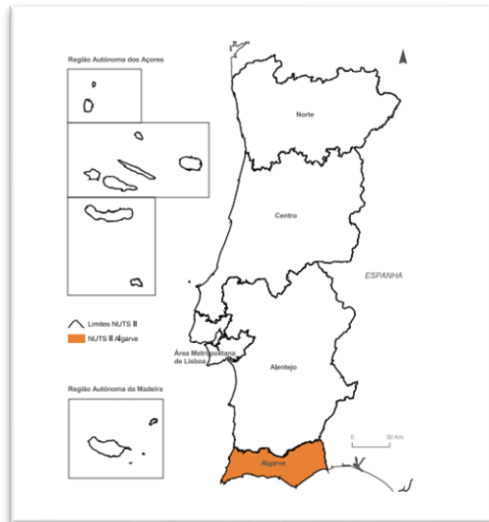 Região Autónoma dos Açores
Norte
Centro
ESPANHA
Limites NUTS II
NUTS II Algarve
Área Metropolitana
de Lisboa
Alentejo
Região Autónoma da Madeira
0 50 Km
Algarve